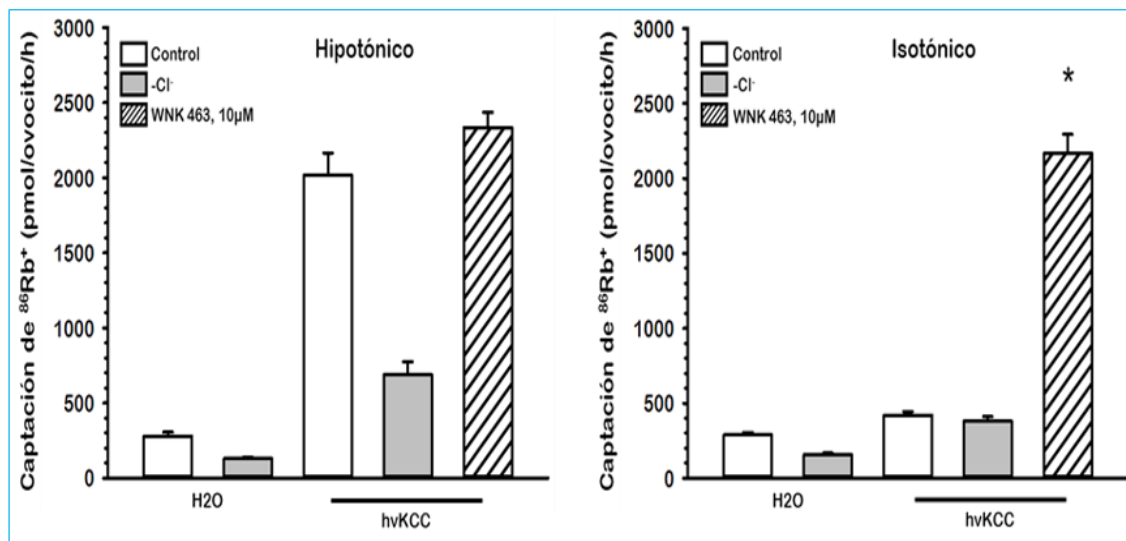 Captación de ⁸⁶Rb⁺ (pmol/ovocito/h)
3000
2500
2000
1500
1000
500
0
Hipotónico
Control
-Cl⁻
WNK 463, 10µM
H2O
hvKCC
Captación de ⁸⁶Rb⁺ (pmol/ovocito/h)
3000
2500
2000
1500
1000
500
0
Isotónico
Control
-Cl⁻
WNK 463, 10µM
*
H2O
hvKCC